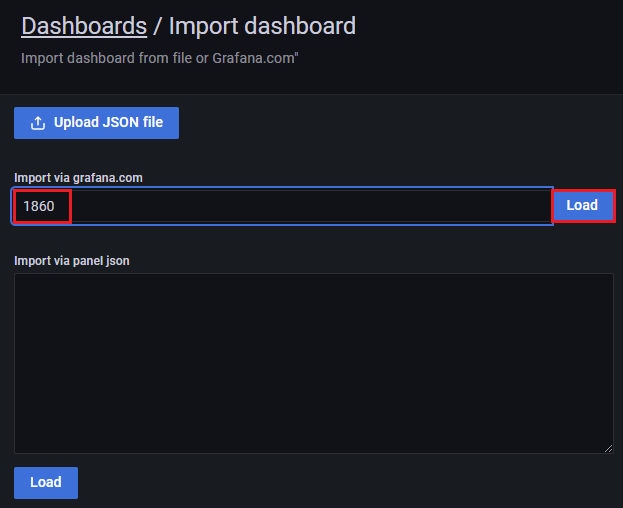 Dashboards / Import dashboard
Import dashboard from file or Grafana.com"
Upload JSON file
Import via grafana.com
1860
Load
Import via panel json
Load